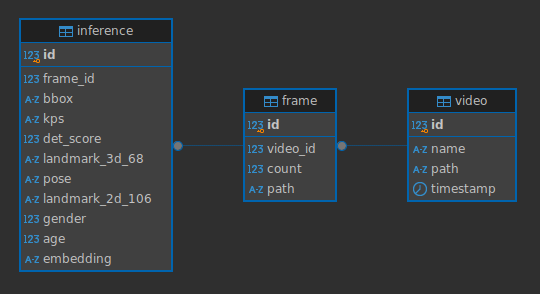 inference
123 id
123 frame_id
A-Z bbox
A-Z kps
123 det_score
A-Z landmark_3d_68
A-Z pose
A-Z landmark_2d_106
123 gender
123 age
A-Z embedding
frame
123 id
123 video_id
123 count
A-Z path
video
123 id
A-Z name
A-Z path
timestamp